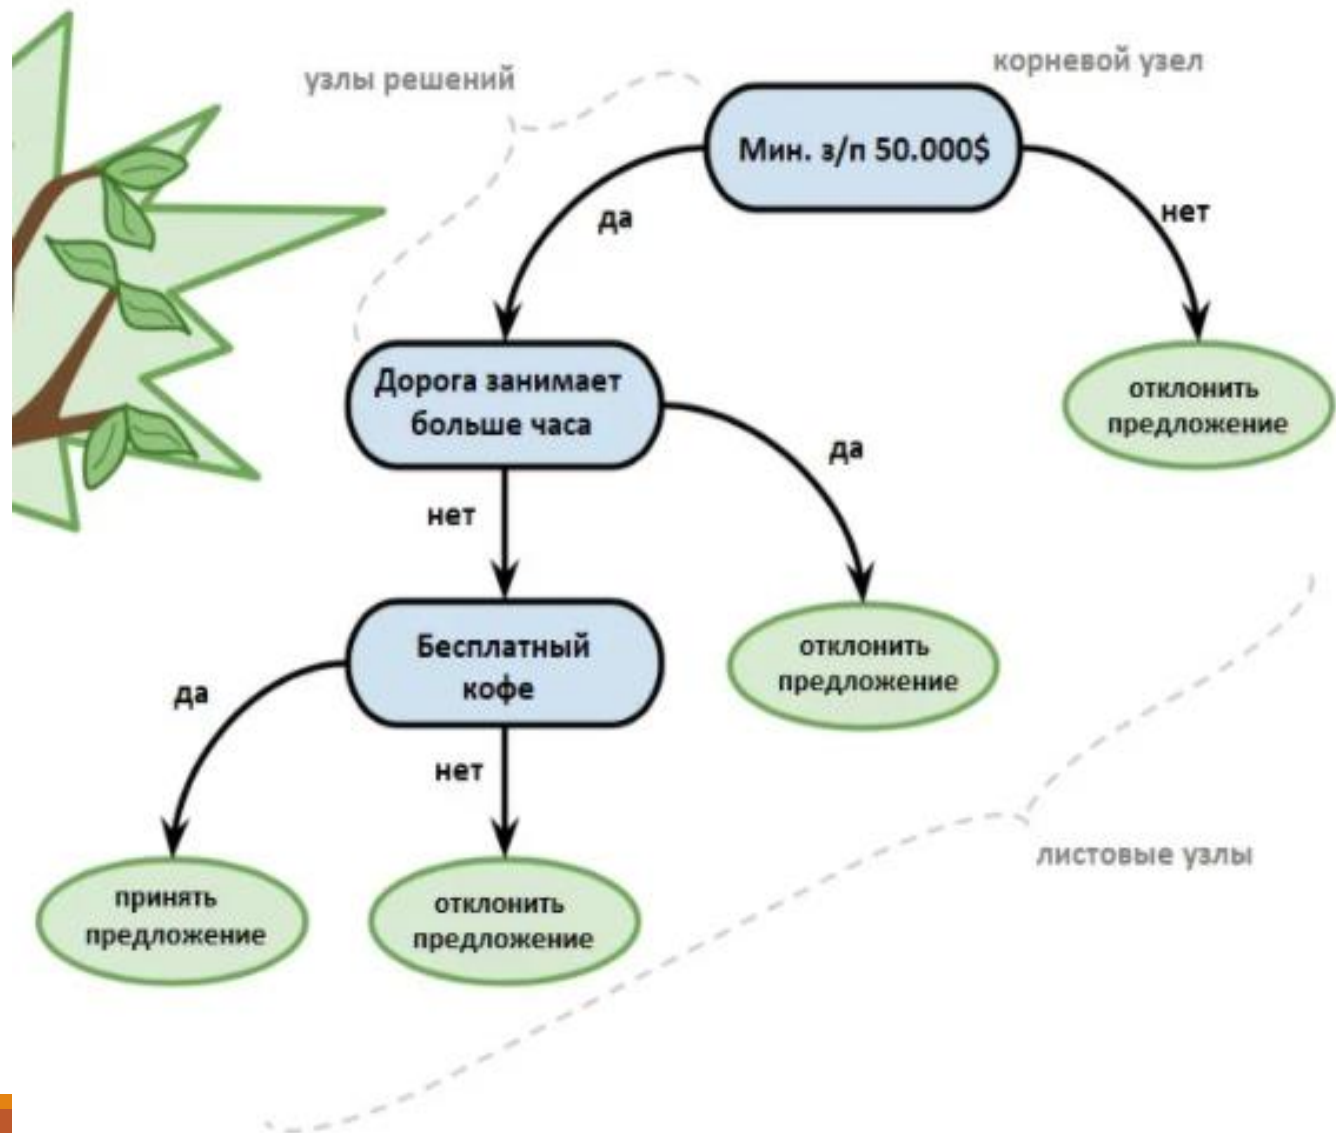 корневой узел
узлы решений
Мин. з/п 50.000$
да
нет
Дорога занимает
больше часа
отклонить
предложение
да
нет
Бесплатный
кофе
отклонить
предложение
да
нет
листовые узлы
принять
предложение
отклонить
предложение